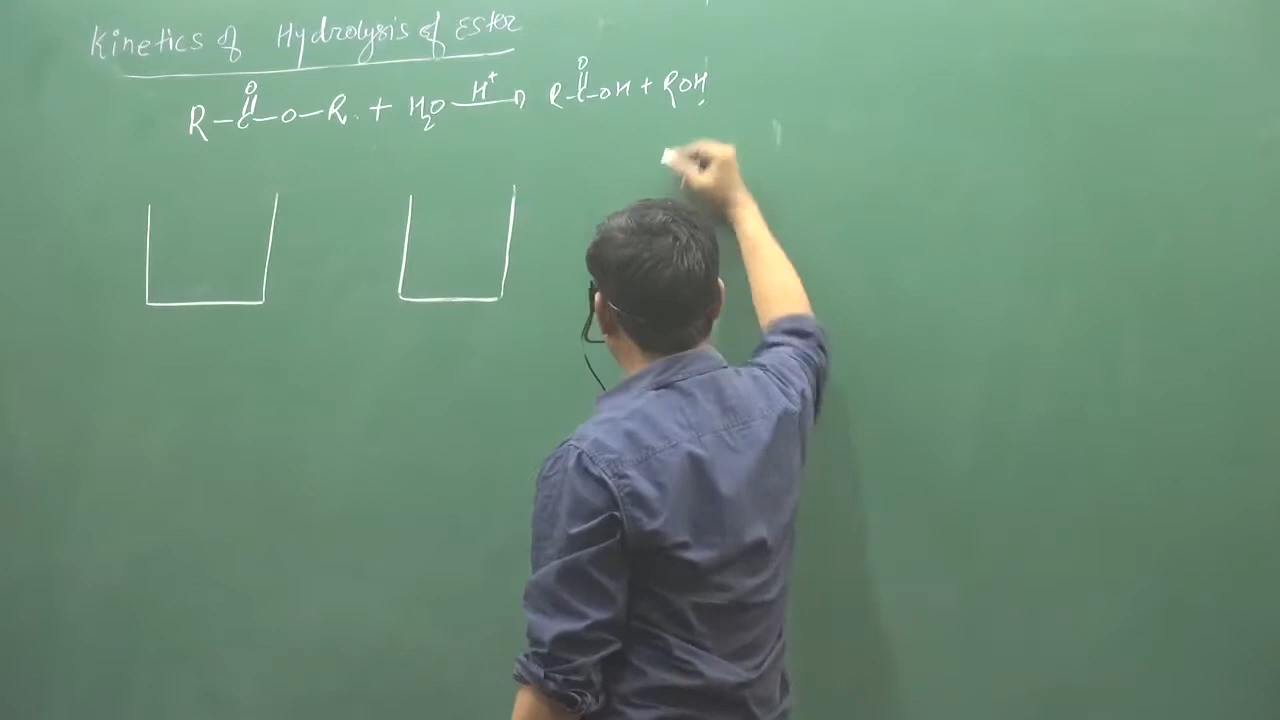 Kinetics of Hydrolysis of Ester
R-C(=O)-O-R + H₂O →(H⁺) R-C(=O)-OH + ROH